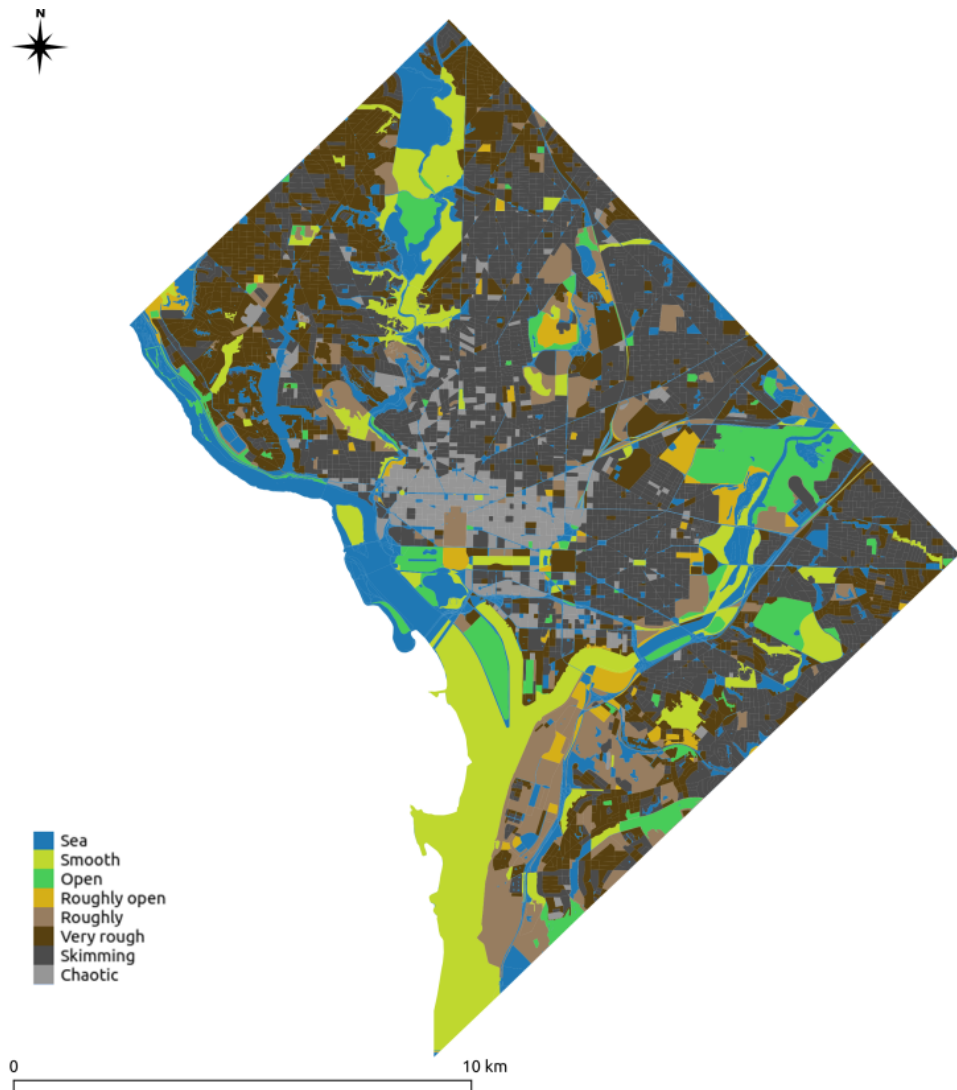 N
Sea
Smooth
Open
Roughly open
Roughly
Very rough
Skimming
Chaotic
0 10 km